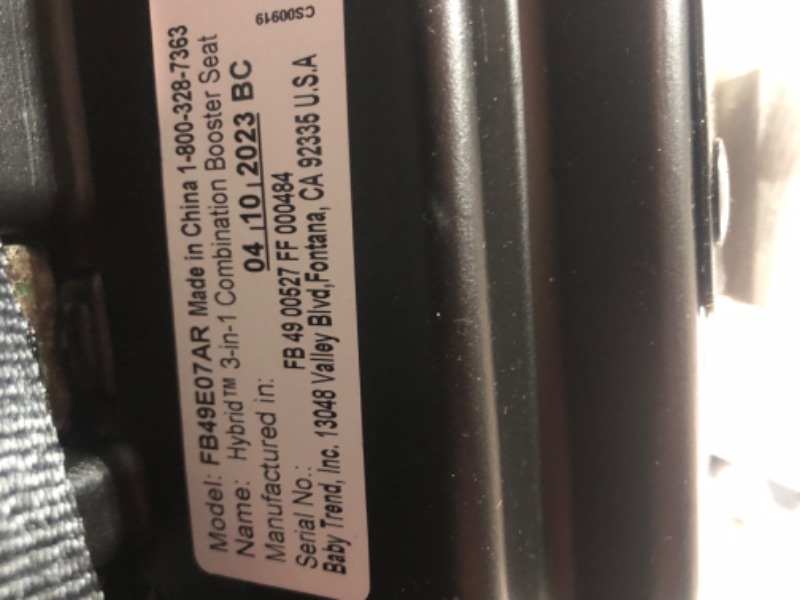 Model: FB49E07AR Made in China 1-800-328-7363
Name: Hybrid™ 3-in-1 Combination Booster Seat
Manufactured in: 04 10 2023 BC
Serial No.: FB 49 00527 FF 000484
Baby Trend, Inc. 13048 Valley Blvd,Fontana, CA 92335 U.S.A
CS00919